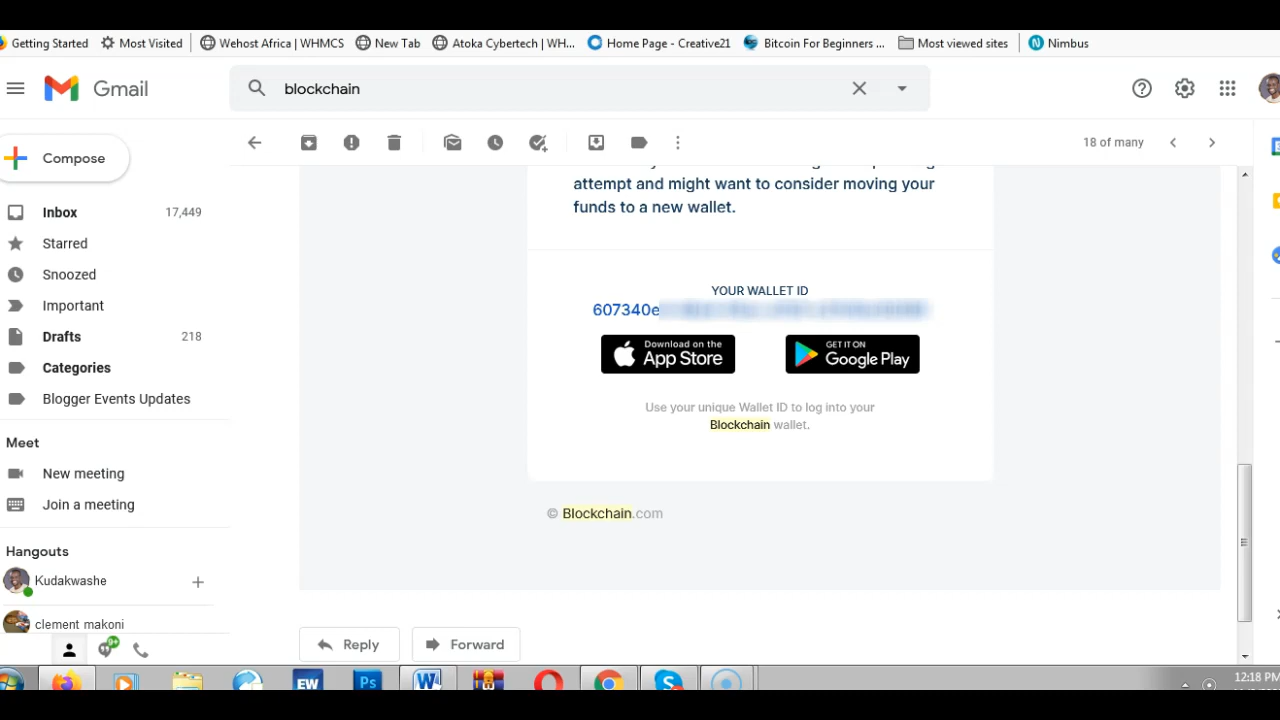 Getting Started
Most Visited
Wehost Africa | WHMCS
New Tab
Atoka Cybertech | WH...
Home Page - Creative21
Bitcoin For Beginners ...
Most viewed sites
Nimbus
Gmail
blockchain
Compose
18 of many
Inbox 17,449
Starred
Snoozed
Important
Drafts 218
Categories
Blogger Events Updates
Meet
New meeting
Join a meeting
Hangouts
Kudakwashe
clement makoni
9+
attempt and might want to consider moving your
funds to a new wallet.
YOUR WALLET ID
607340e
Download on the
App Store
GET IT ON
Google Play
Use your unique Wallet ID to log into your
Blockchain wallet.
© Blockchain.com
Reply
Forward
EW
Ps
12:18 PM